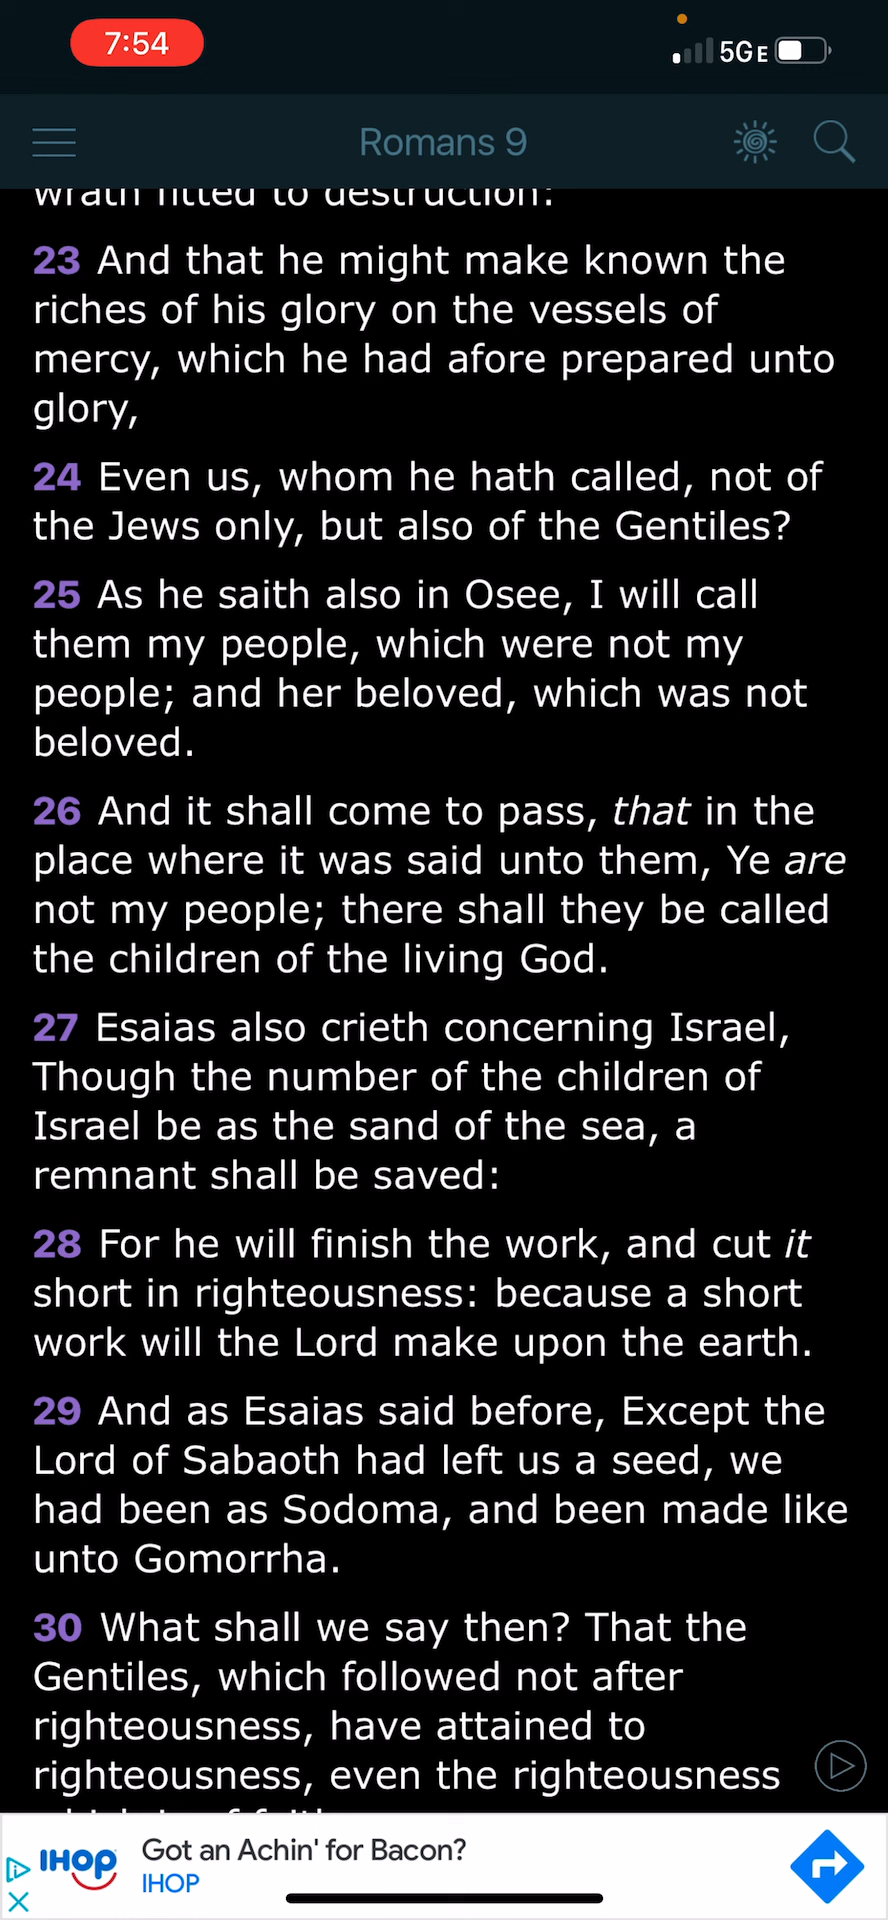 7:54
5GE
Romans 9
wrath fitted to destruction:
23 And that he might make known the
riches of his glory on the vessels of
mercy, which he had afore prepared unto
glory,
24 Even us, whom he hath called, not of
the Jews only, but also of the Gentiles?
25 As he saith also in Osee, I will call
them my people, which were not my
people; and her beloved, which was not
beloved.
26 And it shall come to pass, that in the
place where it was said unto them, Ye are
not my people; there shall they be called
the children of the living God.
27 Esaias also crieth concerning Israel,
Though the number of the children of
Israel be as the sand of the sea, a
remnant shall be saved:
28 For he will finish the work, and cut it
short in righteousness: because a short
work will the Lord make upon the earth.
29 And as Esaias said before, Except the
Lord of Sabaoth had left us a seed, we
had been as Sodoma, and been made like
unto Gomorrha.
30 What shall we say then? That the
Gentiles, which followed not after
righteousness, have attained to
righteousness, even the righteousness
IHOP
Got an Achin' for Bacon?
IHOP